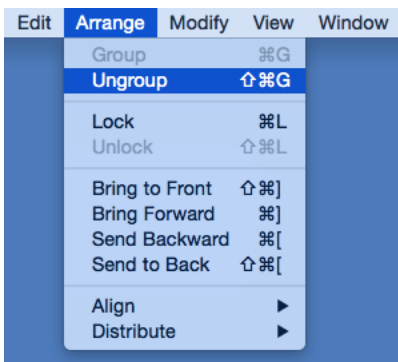 Edit Arrange Modify View Window
Group ⌘G
Ungroup ⇧⌘G
Lock ⌘L
Unlock ⇧⌘L
Bring to Front ⇧⌘]
Bring Forward ⌘]
Send Backward ⌘[
Send to Back ⇧⌘[
Align ▶
Distribute ▶